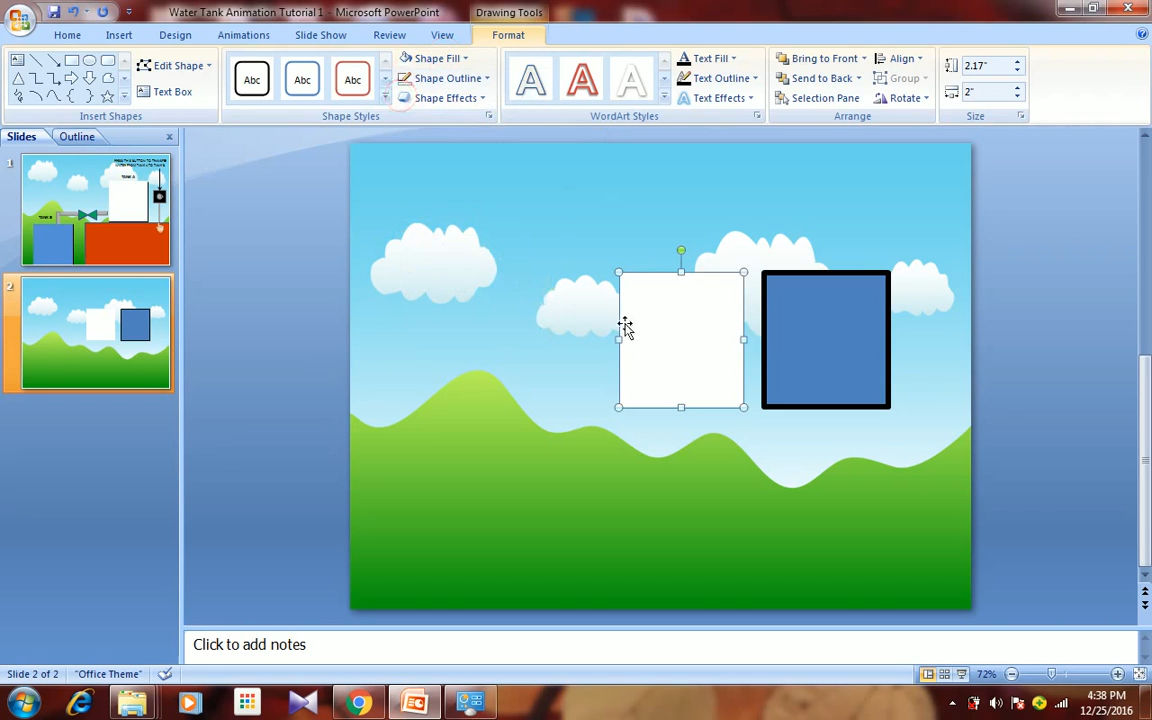 Water Tank Animation Tutorial 1 - Microsoft PowerPoint
Drawing Tools
Home Insert Design Animations Slide Show Review View Format
Edit Shape
Text Box
Insert Shapes
Abc Abc Abc
Shape Fill
Shape Outline
Shape Effects
Shape Styles
A A A
Text Fill
Text Outline
Text Effects
WordArt Styles
Bring to Front
Send to Back
Selection Pane
Align
Group
Rotate
Arrange
2.17"
2"
Size
Slides Outline
1
TANK A
TANK B
2
Click to add notes
Slide 2 of 2
"Office Theme"
72%
4:38 PM
12/25/2016